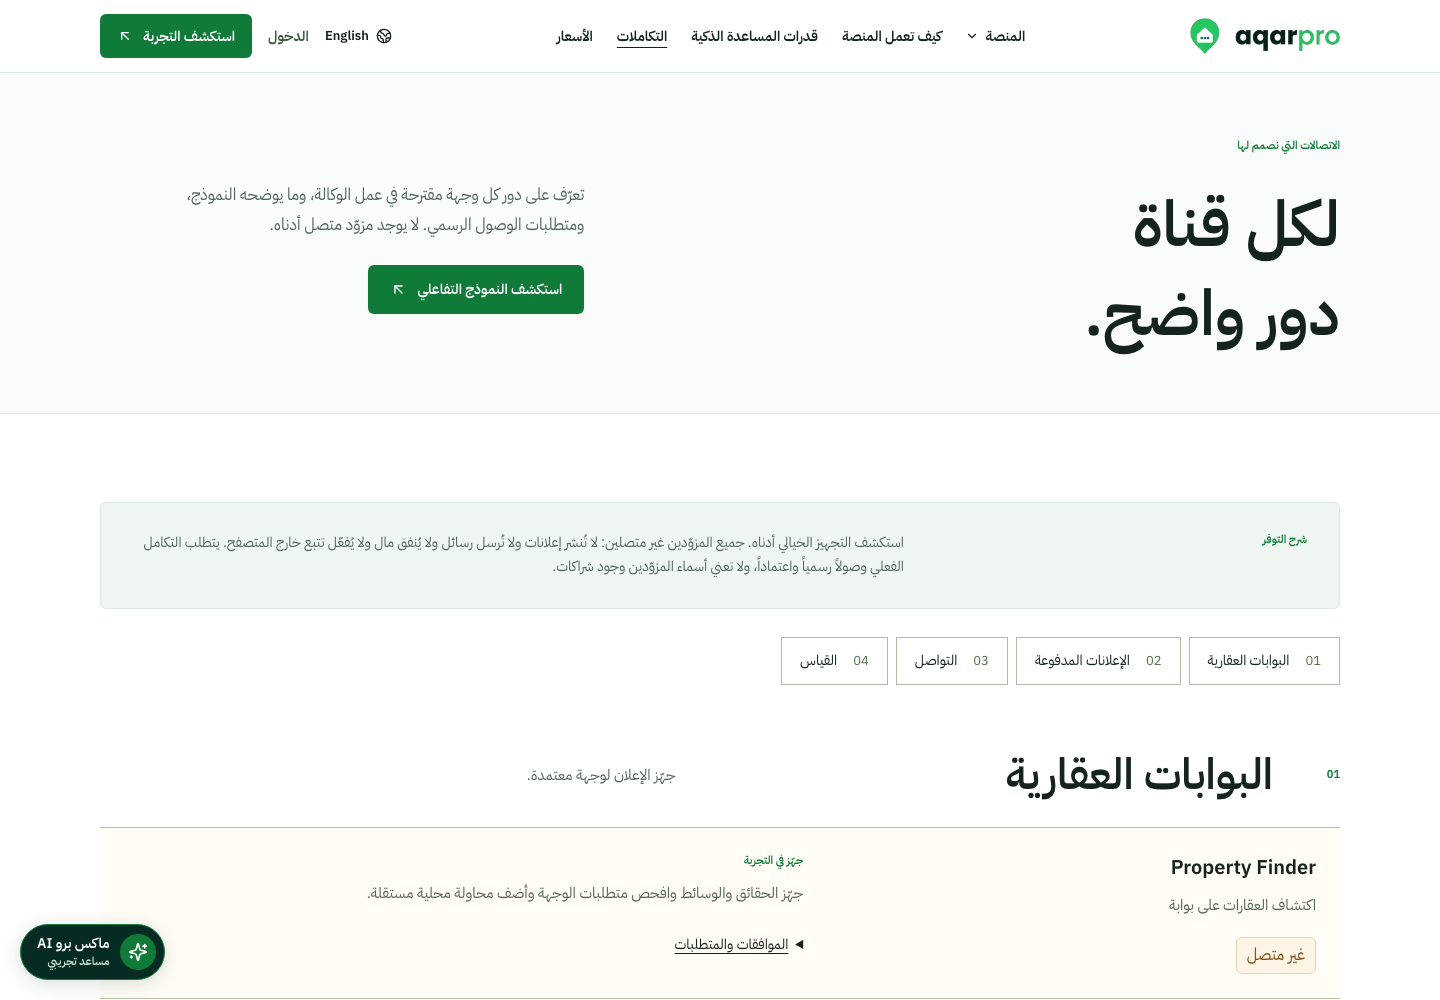 aqarpro
المنصة
كيف تعمل المنصة
قدرات المساعدة الذكية
التكاملات
الأسعار
English
الدخول
استكشف التجربة
الاتصالات التي نصمم لها
لكل قناة
دور واضح.
تعرّف على دور كل وجهة مقترحة في عمل الوكالة، وما يوضحه النموذج،
ومتطلبات الوصول الرسمي. لا يوجد مزوّد متصل أدناه.
استكشف النموذج التفاعلي
شرح التوفر
استكشف التجهيز الخيالي أدناه. جميع المزوّدين غير متصلين: لا تُنشر إعلانات ولا تُرسل رسائل ولا يُنفق مال ولا يُفعّل تتبع خارج المتصفح. يتطلب التكامل
الفعلي وصولاً رسمياً واعتماداً، ولا تعني أسماء المزوّدين وجود شراكات.
01 البوابات العقارية
02 الإعلانات المدفوعة
03 التواصل
04 القياس
01
البوابات العقارية
جهّز الإعلان لوجهة معتمدة.
Property Finder
اكتشاف العقارات على بوابة
غير متصل
جهّز في التجربة
جهّز الحقائق والوسائط وافحص متطلبات الوجهة وأضف محاولة محلية مستقلة.
الموافقات والمتطلبات
ماكس برو AI
مساعد تجريبي